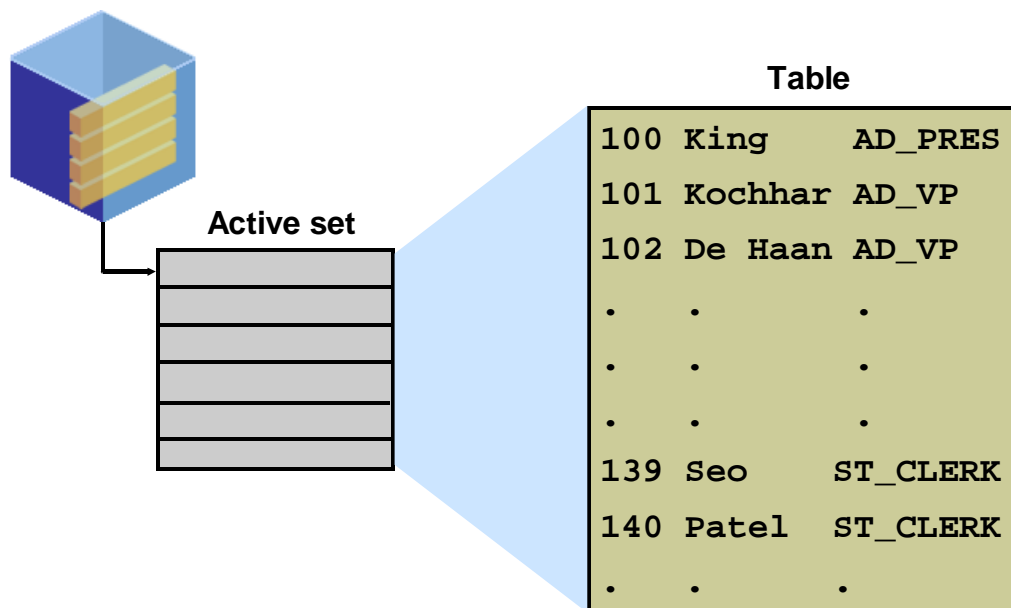 Table
Active set
100 King AD_PRES
101 Kochhar AD_VP
102 De Haan AD_VP
. . .
. . .
. . .
139 Seo ST_CLERK
140 Patel ST_CLERK
. . .